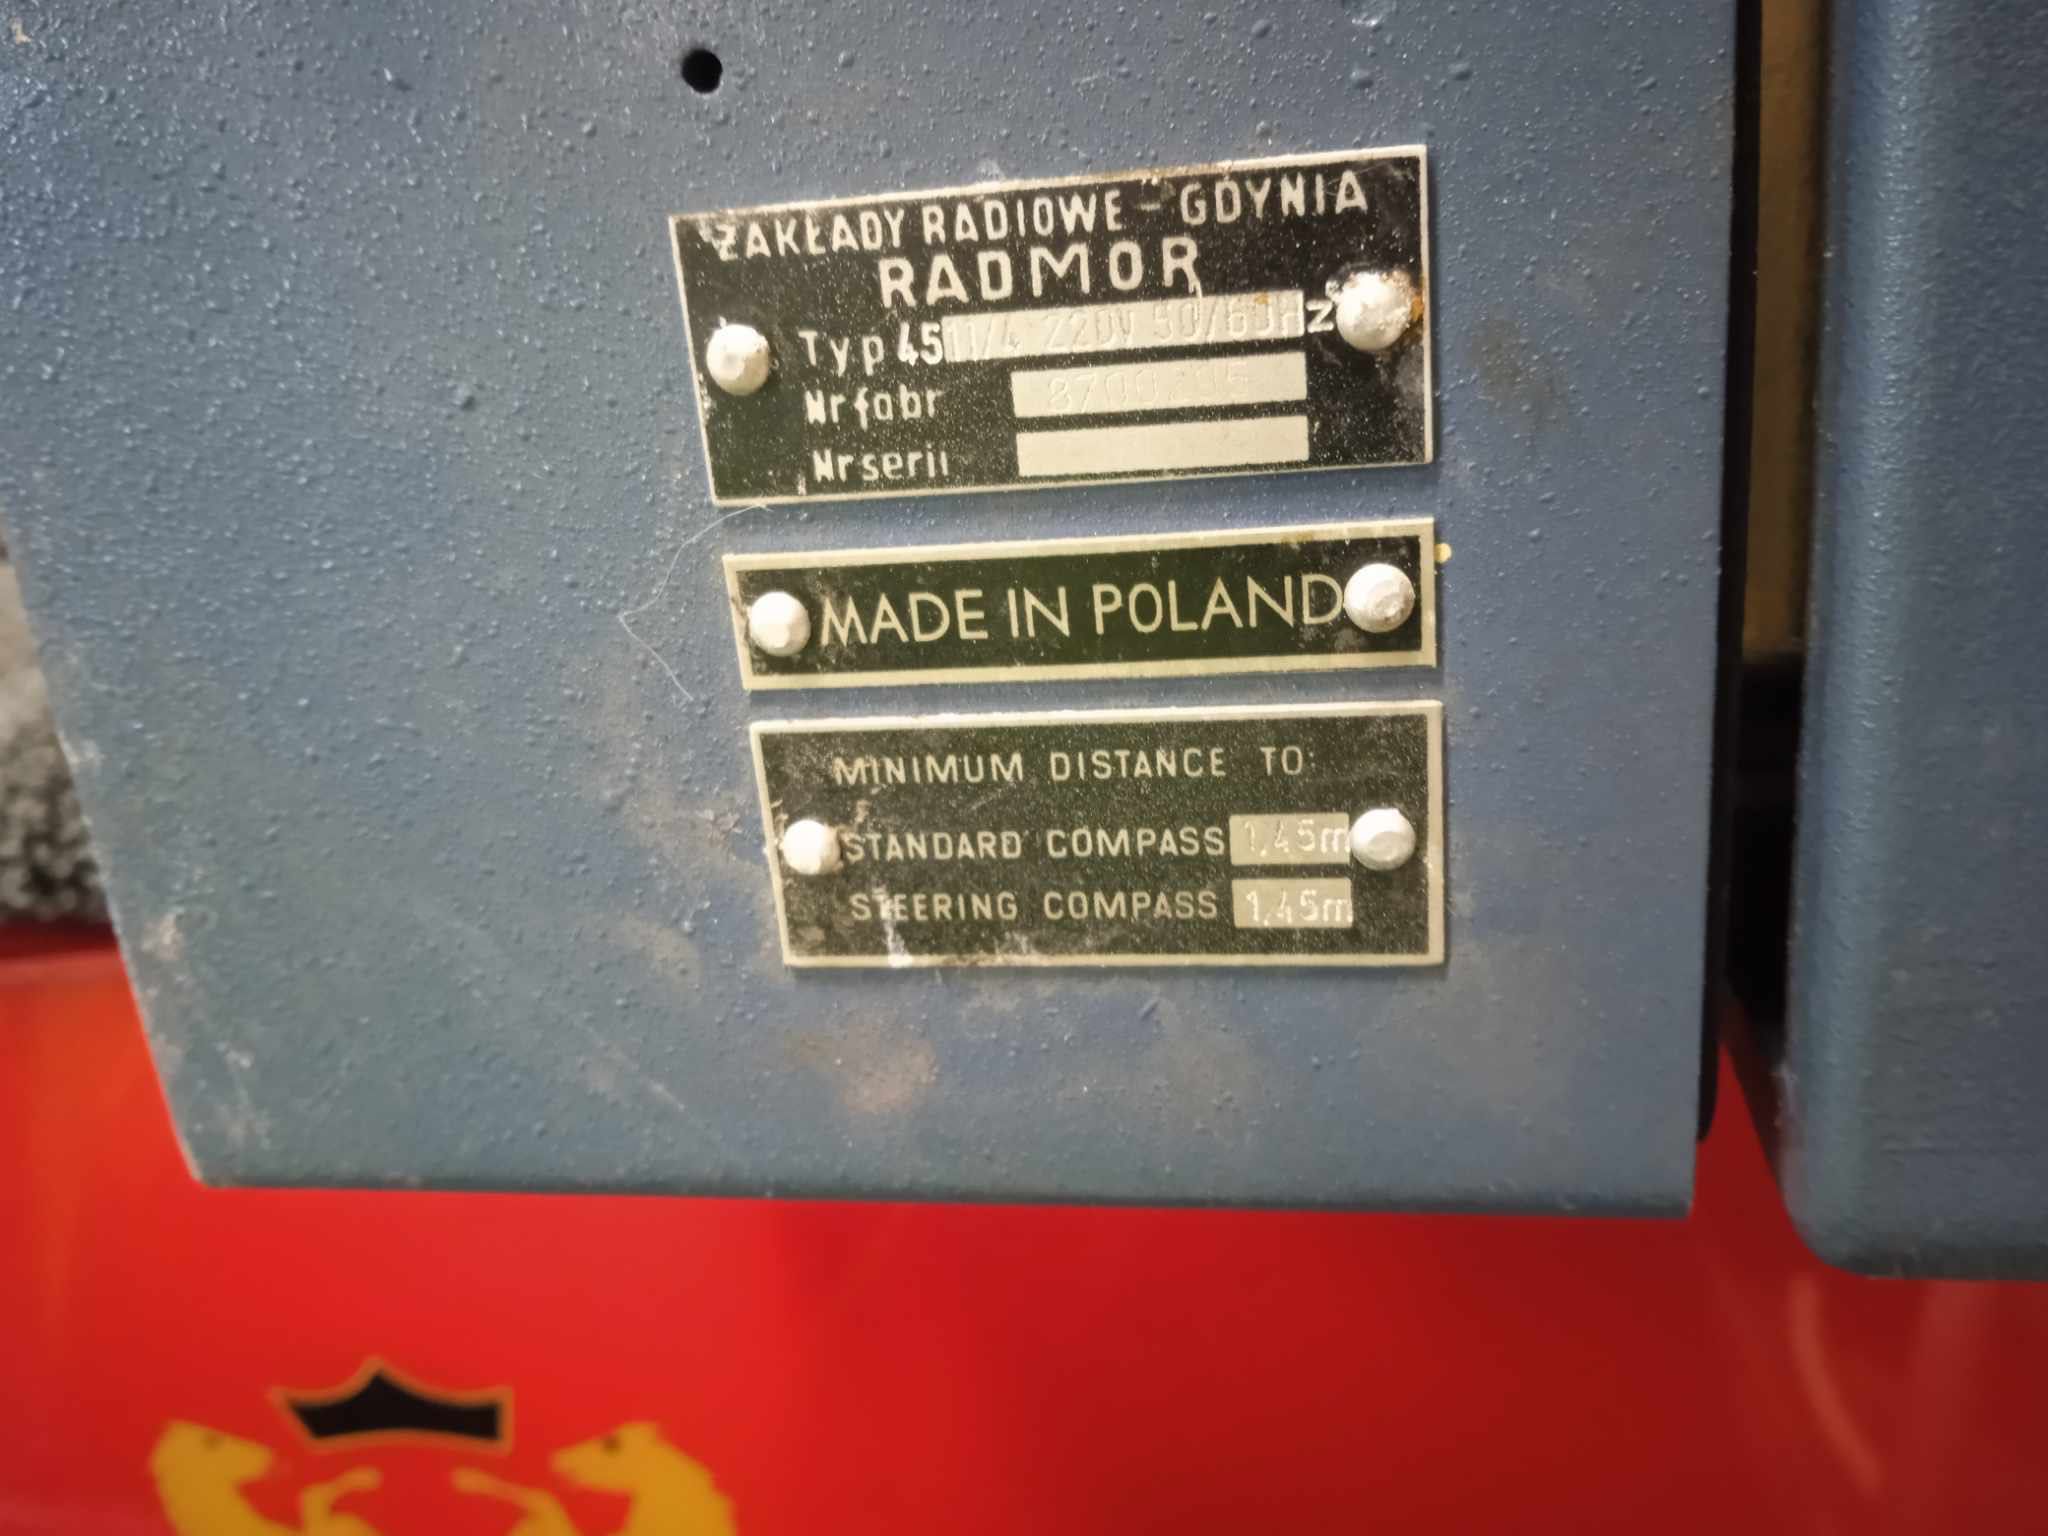 ZAKŁADY RADIOWE - GDYNIA
RADMOR
Typ 4511/4 220V 50/60Hz
Nr fabr
Nr serii
MADE IN POLAND
MINIMUM DISTANCE TO:
STANDARD COMPASS 1,45m
STEERING COMPASS 1,45m